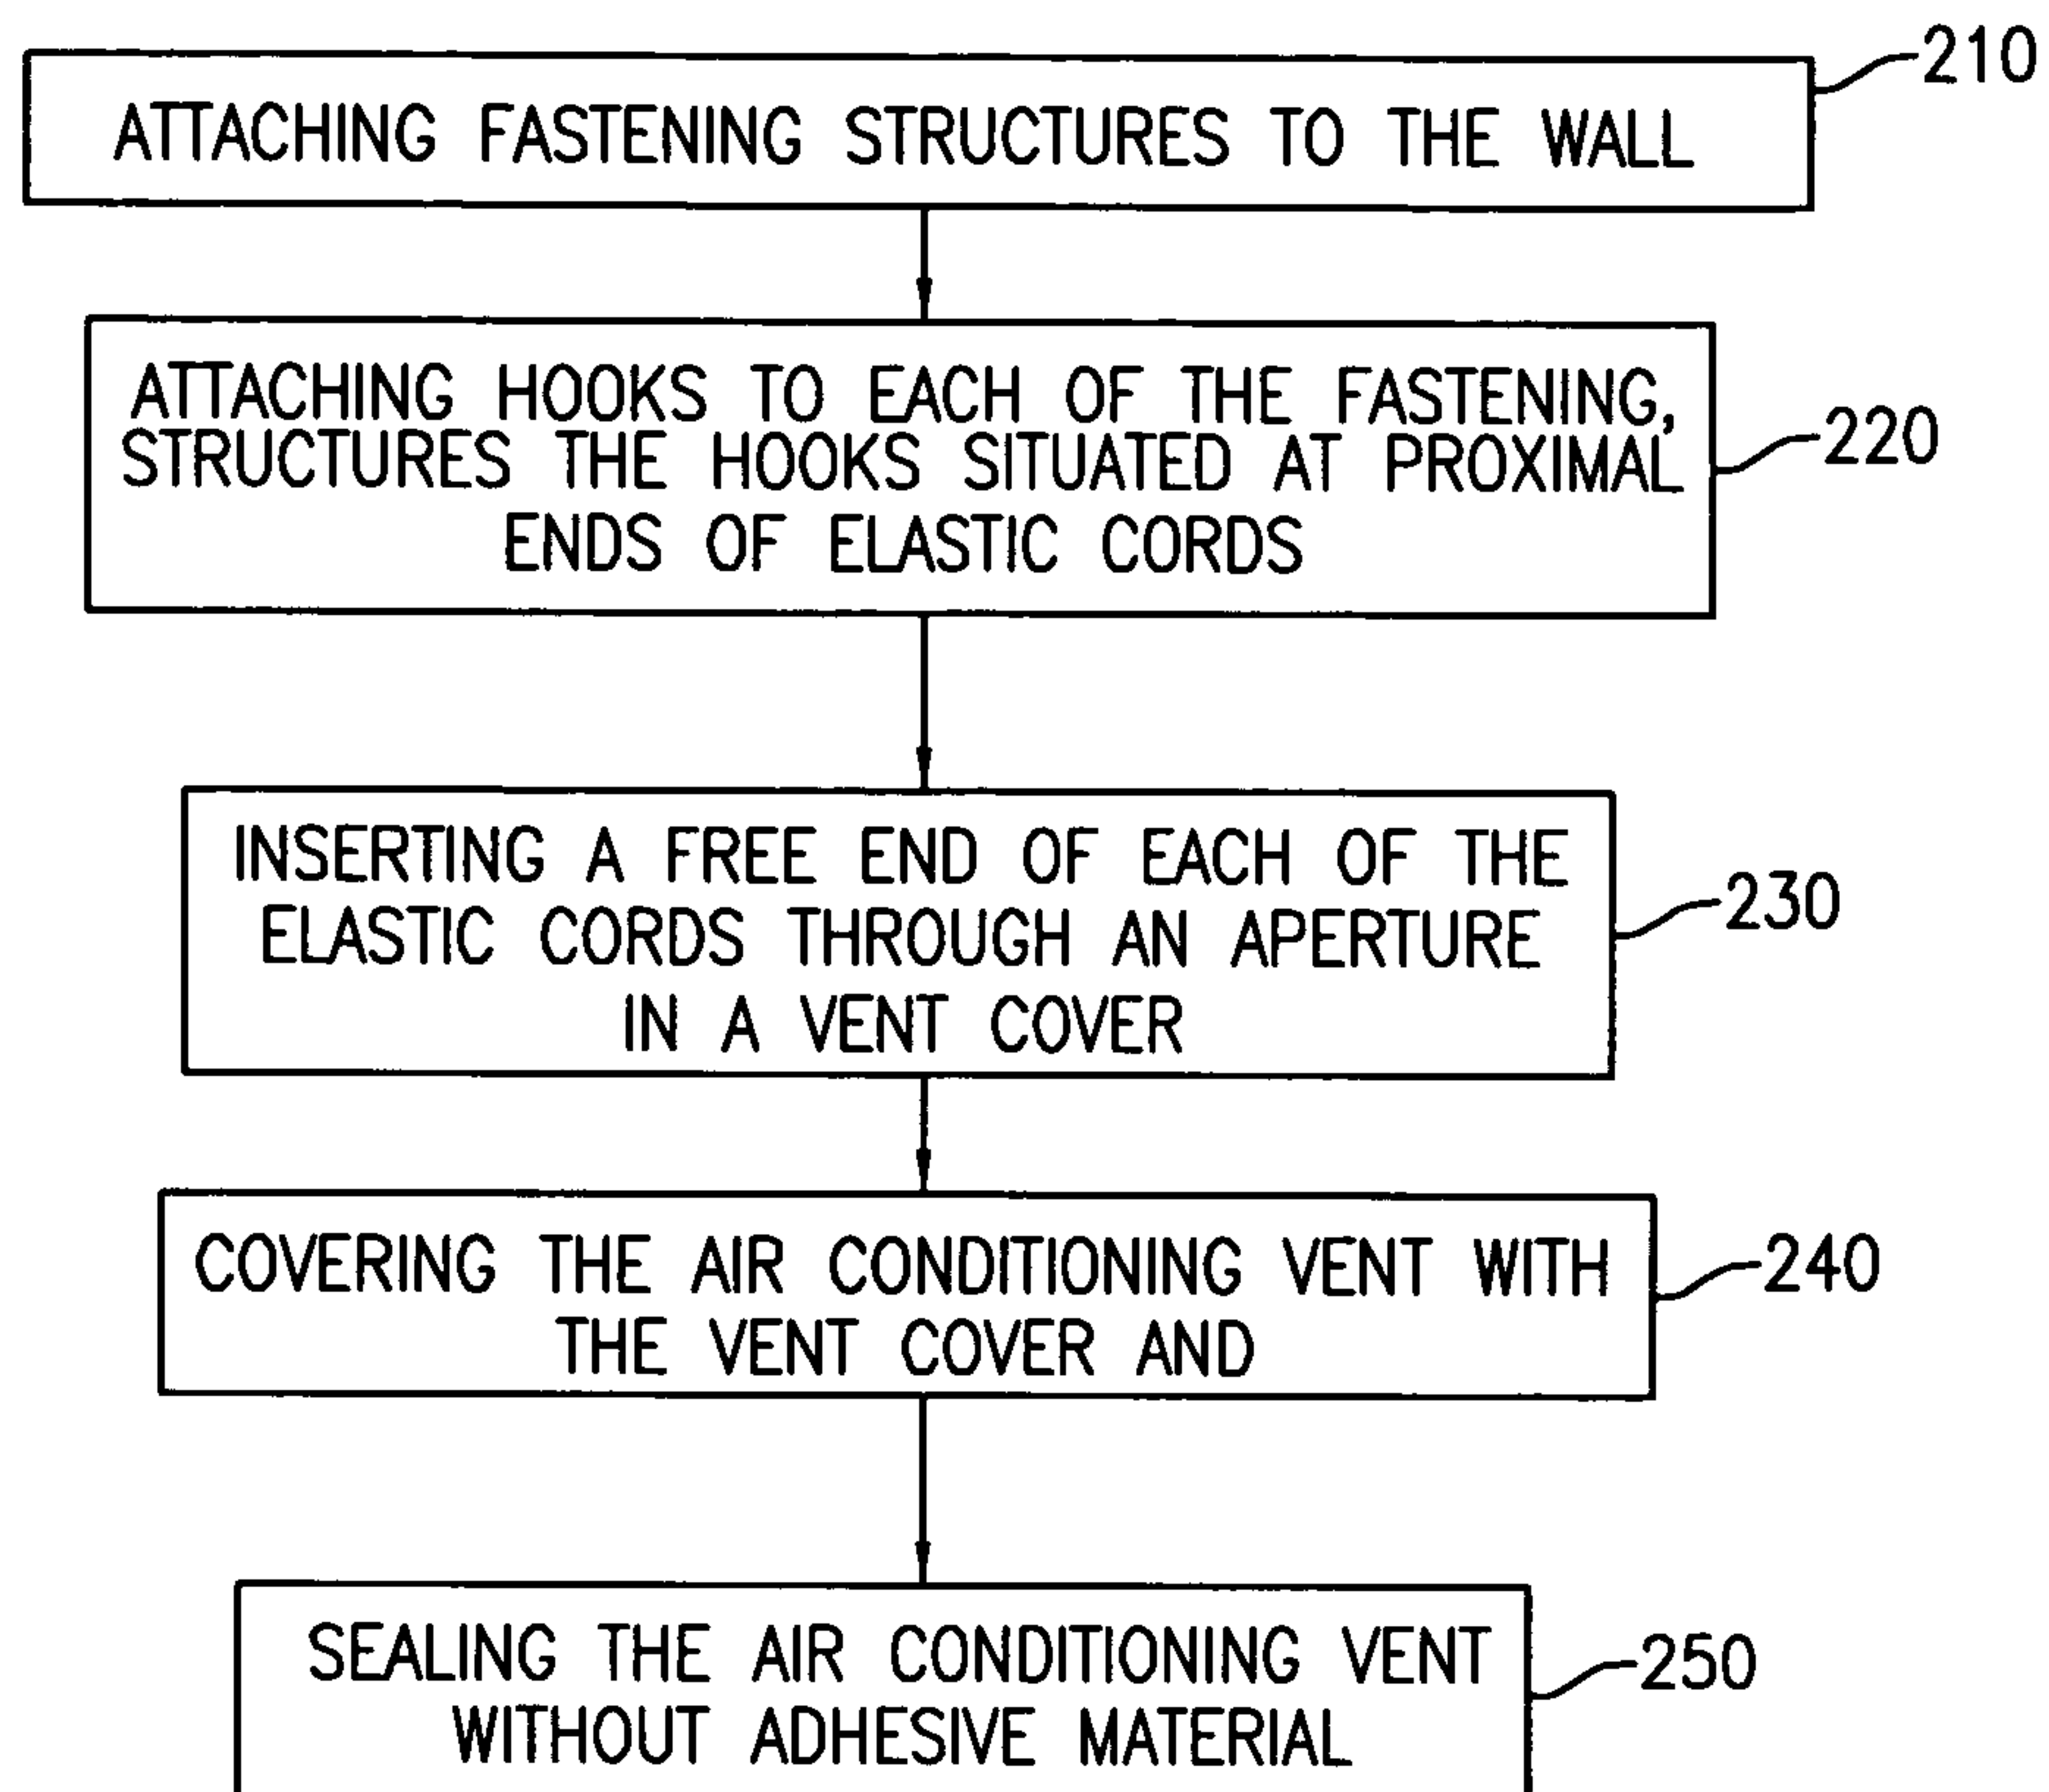 210
ATTACHING FASTENING STRUCTURES TO THE WALL
ATTACHING HOOKS TO EACH OF THE FASTENING,
STRUCTURES THE HOOKS SITUATED AT PROXIMAL
ENDS OF ELASTIC CORDS
220
INSERTING A FREE END OF EACH OF THE
ELASTIC CORDS THROUGH AN APERTURE
IN A VENT COVER
230
COVERING THE AIR CONDITIONING VENT WITH
THE VENT COVER AND
240
SEALING THE AIR CONDITIONING VENT
WITHOUT ADHESIVE MATERIAL
250